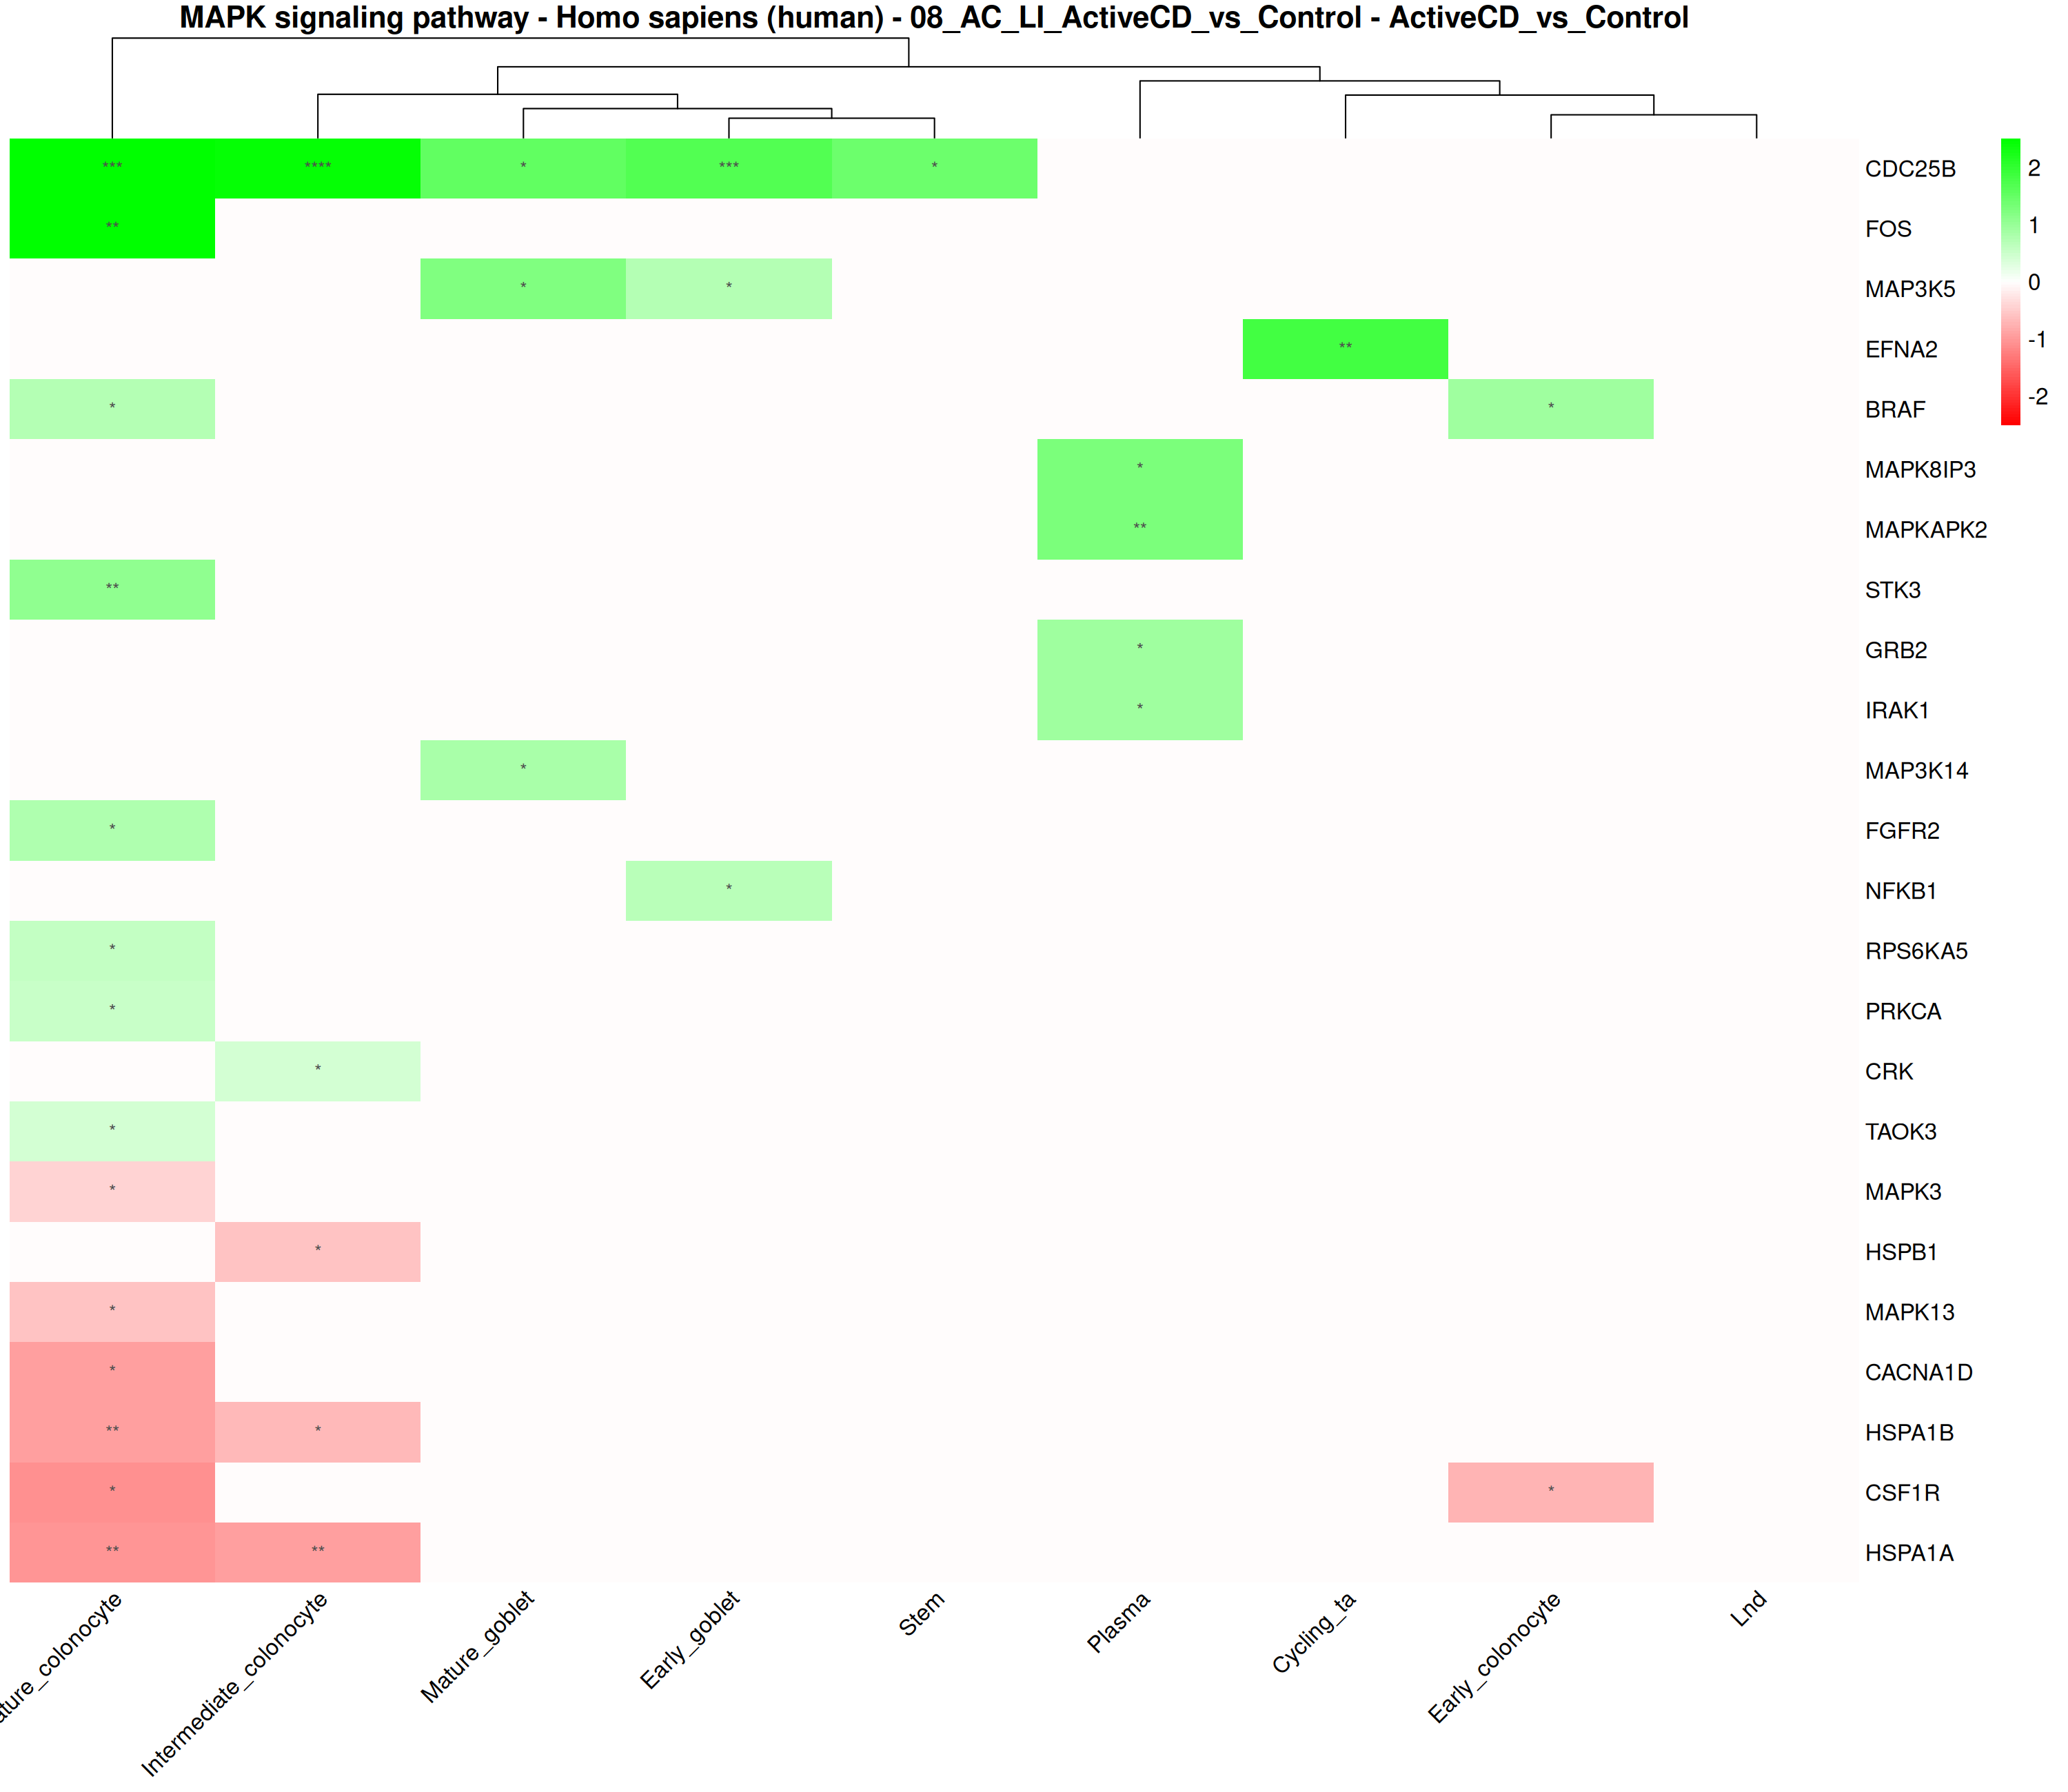 MAPK signaling pathway - Homo sapiens (human) - 08_AC_LI_ActiveCD_vs_Control - ActiveCD_vs_Control
*** **** * *** * CDC25B
** FOS
* * MAP3K5
** EFNA2
* * BRAF
* MAPK8IP3
** MAPKAPK2
** STK3
* GRB2
* IRAK1
* MAP3K14
* FGFR2
* NFKB1
* RPS6KA5
* PRKCA
* CRK
* TAOK3
* MAPK3
* HSPB1
* MAPK13
* CACNA1D
** * HSPA1B
* * CSF1R
** ** HSPA1A
2
1
0
-1
-2
ature_colonocyte
Intermediate_colonocyte
Mature_goblet
Early_goblet
Stem
Plasma
Cycling_ta
Early_colonocyte
Lnd